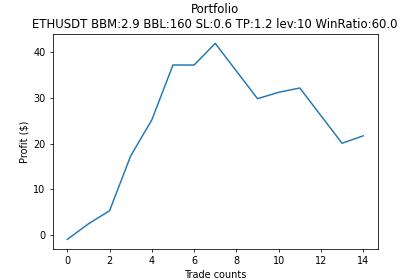 Portfolio
ETHUSDT BBM:2.9 BBL:160 SL:0.6 TP:1.2 lev:10 WinRatio:60.0
40
30
20
10
0
Profit ($)
0 2 4 6 8 10 12 14
Trade counts